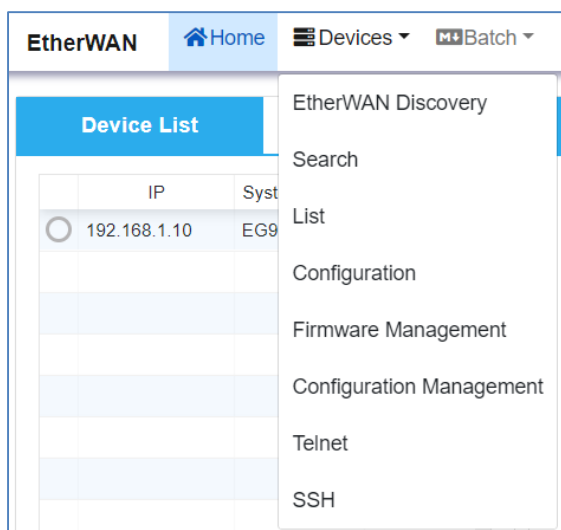 EtherWAN Home Devices Batch
Device List
EtherWAN Discovery
Search
List
Configuration
Firmware Management
Configuration Management
Telnet
SSH
IP Syst
192.168.1.10 EG9